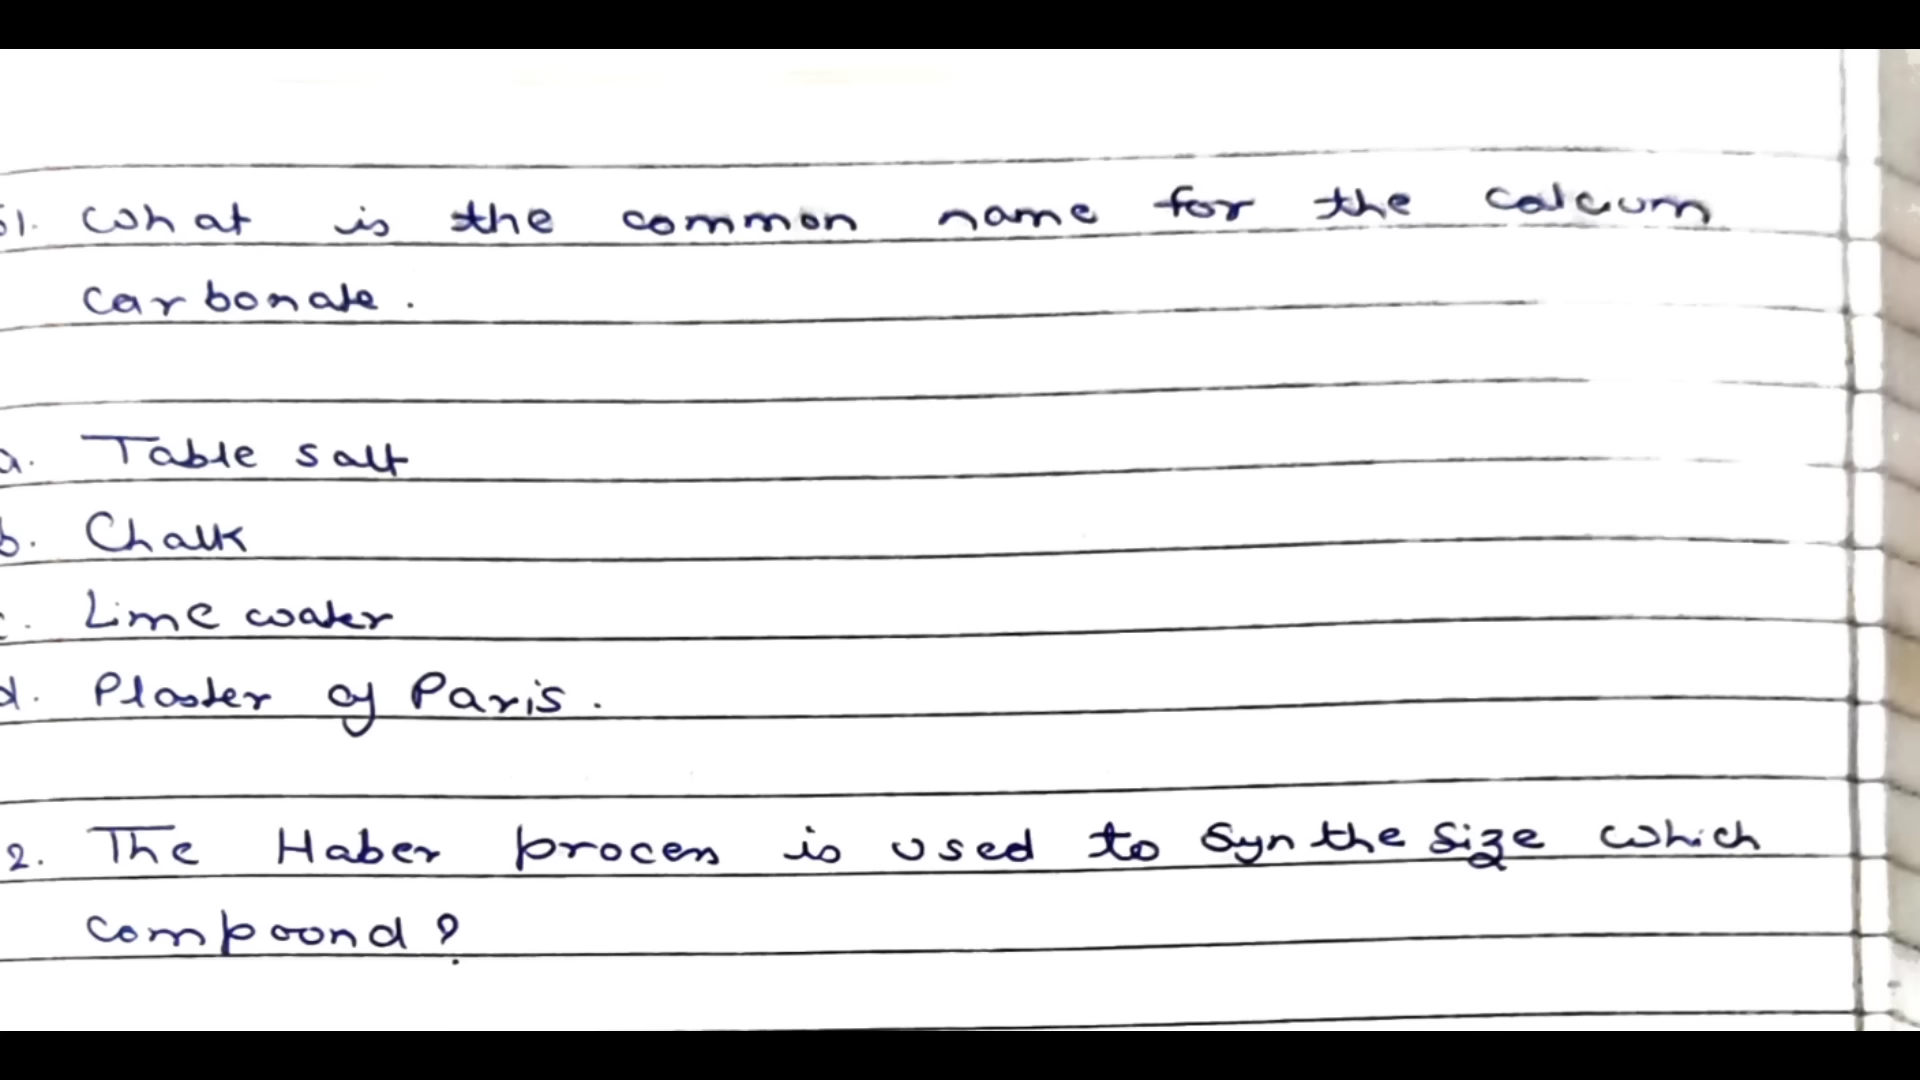 51. What is the common name for the calcium
carbonate.
a. Table salt
b. Chalk
c. Lime water
d. Plaster of Paris.
2. The Haber process is used to Synthesize which
compound?